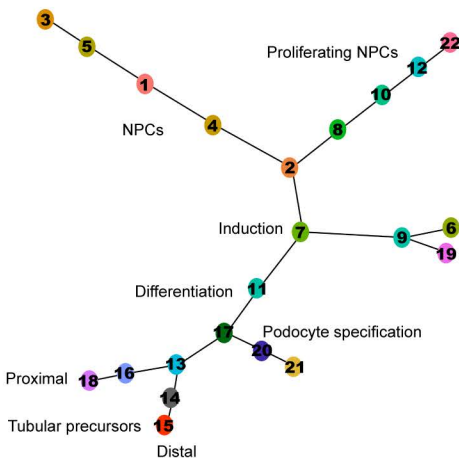 3
22
5
Proliferating NPCs
12
1
10
NPCs
4
8
2
Induction
7
6
9
19
Differentiation
11
17
Podocyte specification
20
13
21
Proximal
18
16
14
Tubular precursors
15
Distal